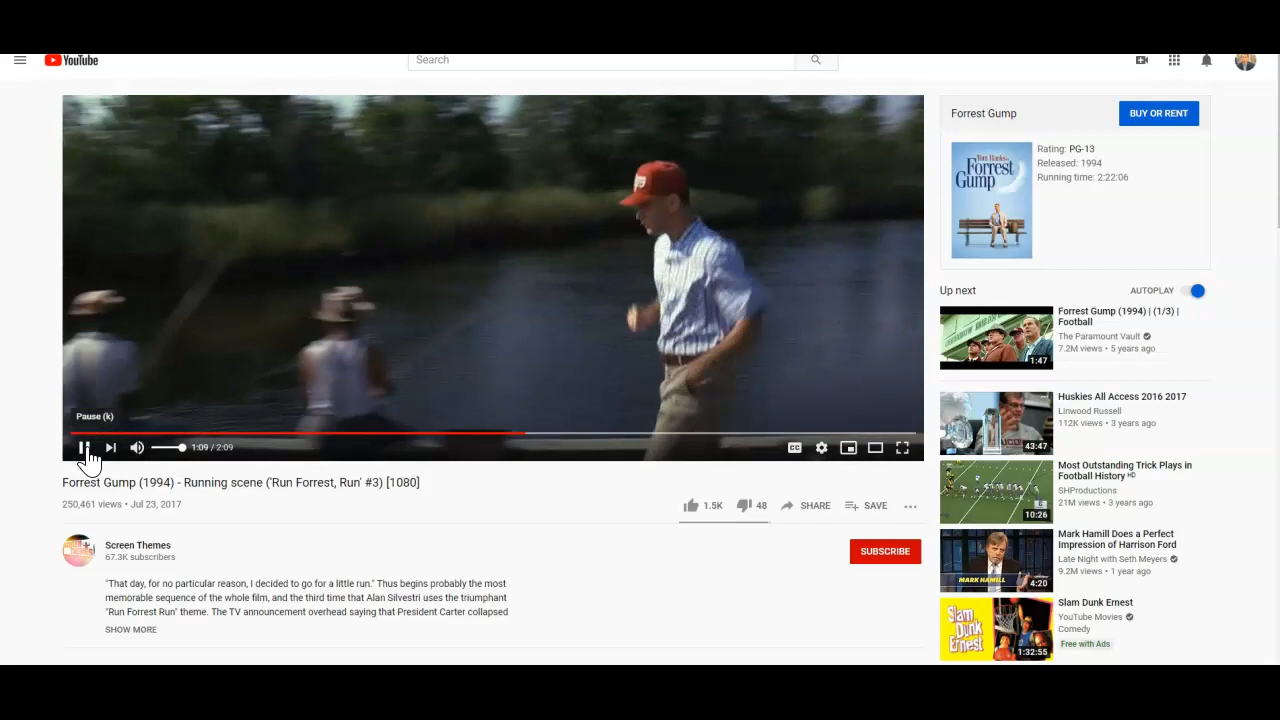 YouTube
Search
Pause (k)
1:09 / 2:09
CC
Forrest Gump (1994) - Running scene ('Run Forrest, Run' #3) [1080]
250,461 views • Jul 23, 2017
1.5K
48
SHARE
SAVE
Screen Themes
67.3K subscribers
SUBSCRIBE
"That day, for no particular reason, I decided to go for a little run." Thus begins probably the most
memorable sequence of the whole film, and the third time that Alan Silvestri uses the triumphant
"Run Forrest Run" theme. The TV announcement overhead saying that President Carter collapsed
SHOW MORE
Forrest Gump
BUY OR RENT
Tom Hanks is
Forrest
Gump
Rating: PG-13
Released: 1994
Running time: 2:22:06
Up next
AUTOPLAY
Forrest Gump (1994) | (1/3) |
Football
The Paramount Vault
7.2M views • 5 years ago
1:47
Huskies All Access 2016 2017
Linwood Russell
112K views • 3 years ago
43:47
Most Outstanding Trick Plays in
Football History HD
SHProductions
21M views • 3 years ago
10:26
Mark Hamill Does a Perfect
Impression of Harrison Ford
Late Night with Seth Meyers
9.2M views • 1 year ago
MARK HAMILL
4:20
Slam Dunk Ernest
YouTube Movies
Comedy
Free with Ads
Slam
Dunk
Ernest
1:32:55